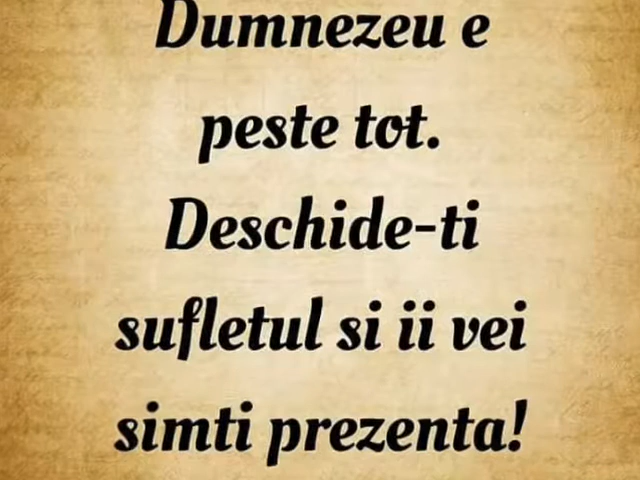 Dumnezeu e
peste tot.
Deschide-ti
sufletul si ii vei
simti prezenta!